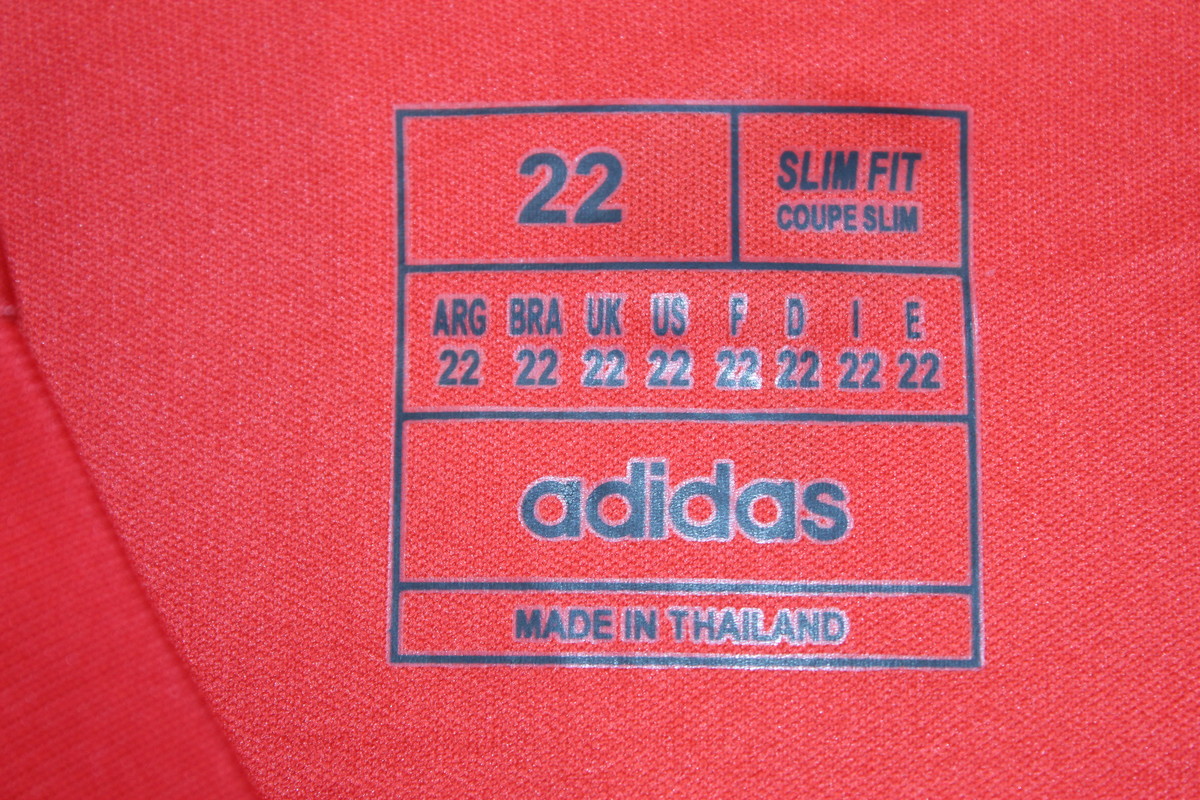 22
SLIM FIT
COUPE SLIM
ARG BRA UK US F D I E
22 22 22 22 22 22 22 22
adidas
MADE IN THAILAND